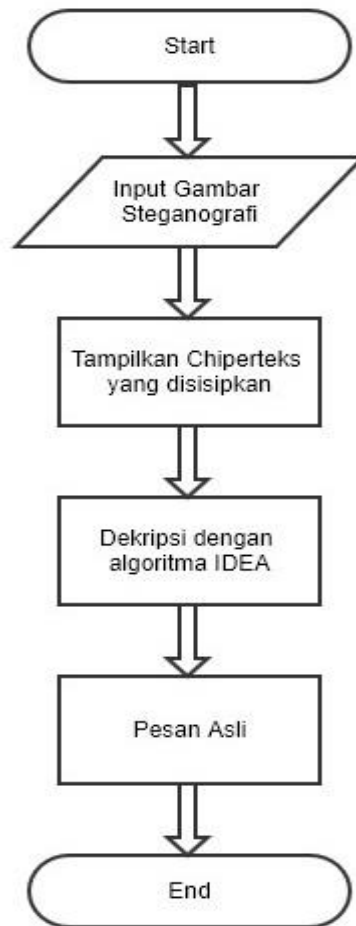 Start
Input Gambar
Steganografi
Tampilkan Chiperteks
yang disisipkan
Dekripsi dengan
algoritma IDEA
Pesan Asli
End